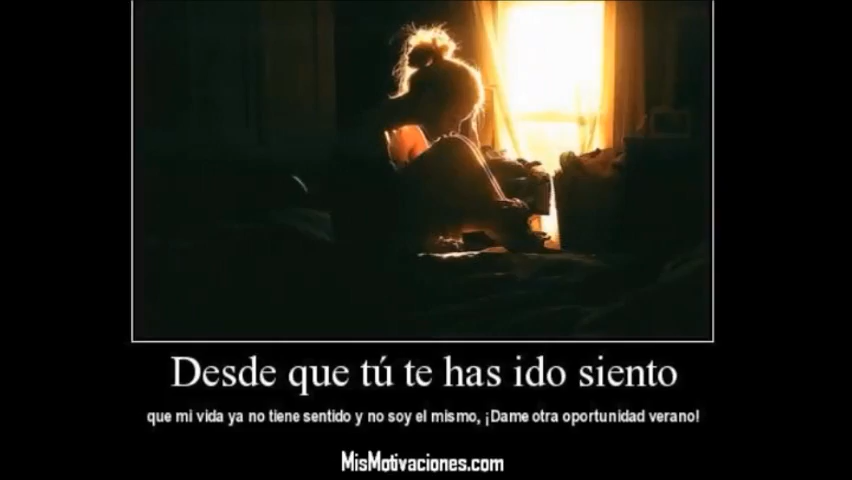 Desde que tú te has ido siento
que mi vida ya no tiene sentido y no soy el mismo, ¡Dame otra oportunidad verano!
MisMotivaciones.com